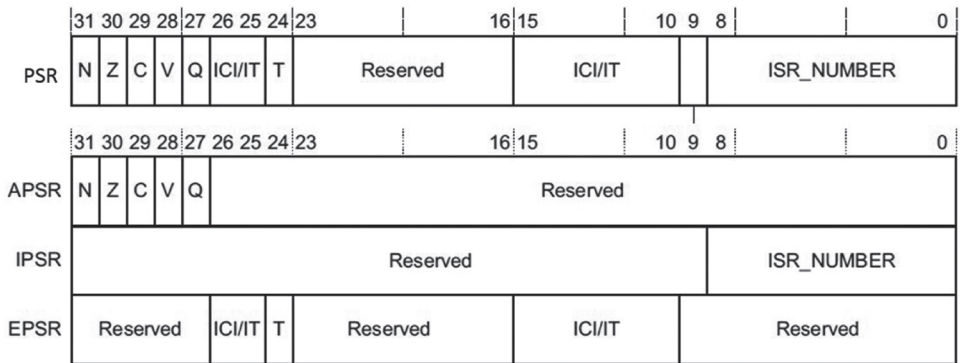 31 30 29 28 27 26 25 24 23 16 15 10 9 8 0
PSR N Z C V Q ICI/IT T Reserved ICI/IT ISR_NUMBER
31 30 29 28 27 26 25 24 23 16 15 10 9 8 0
APSR N Z C V Q Reserved
IPSR Reserved ISR_NUMBER
EPSR Reserved ICI/IT T Reserved ICI/IT Reserved